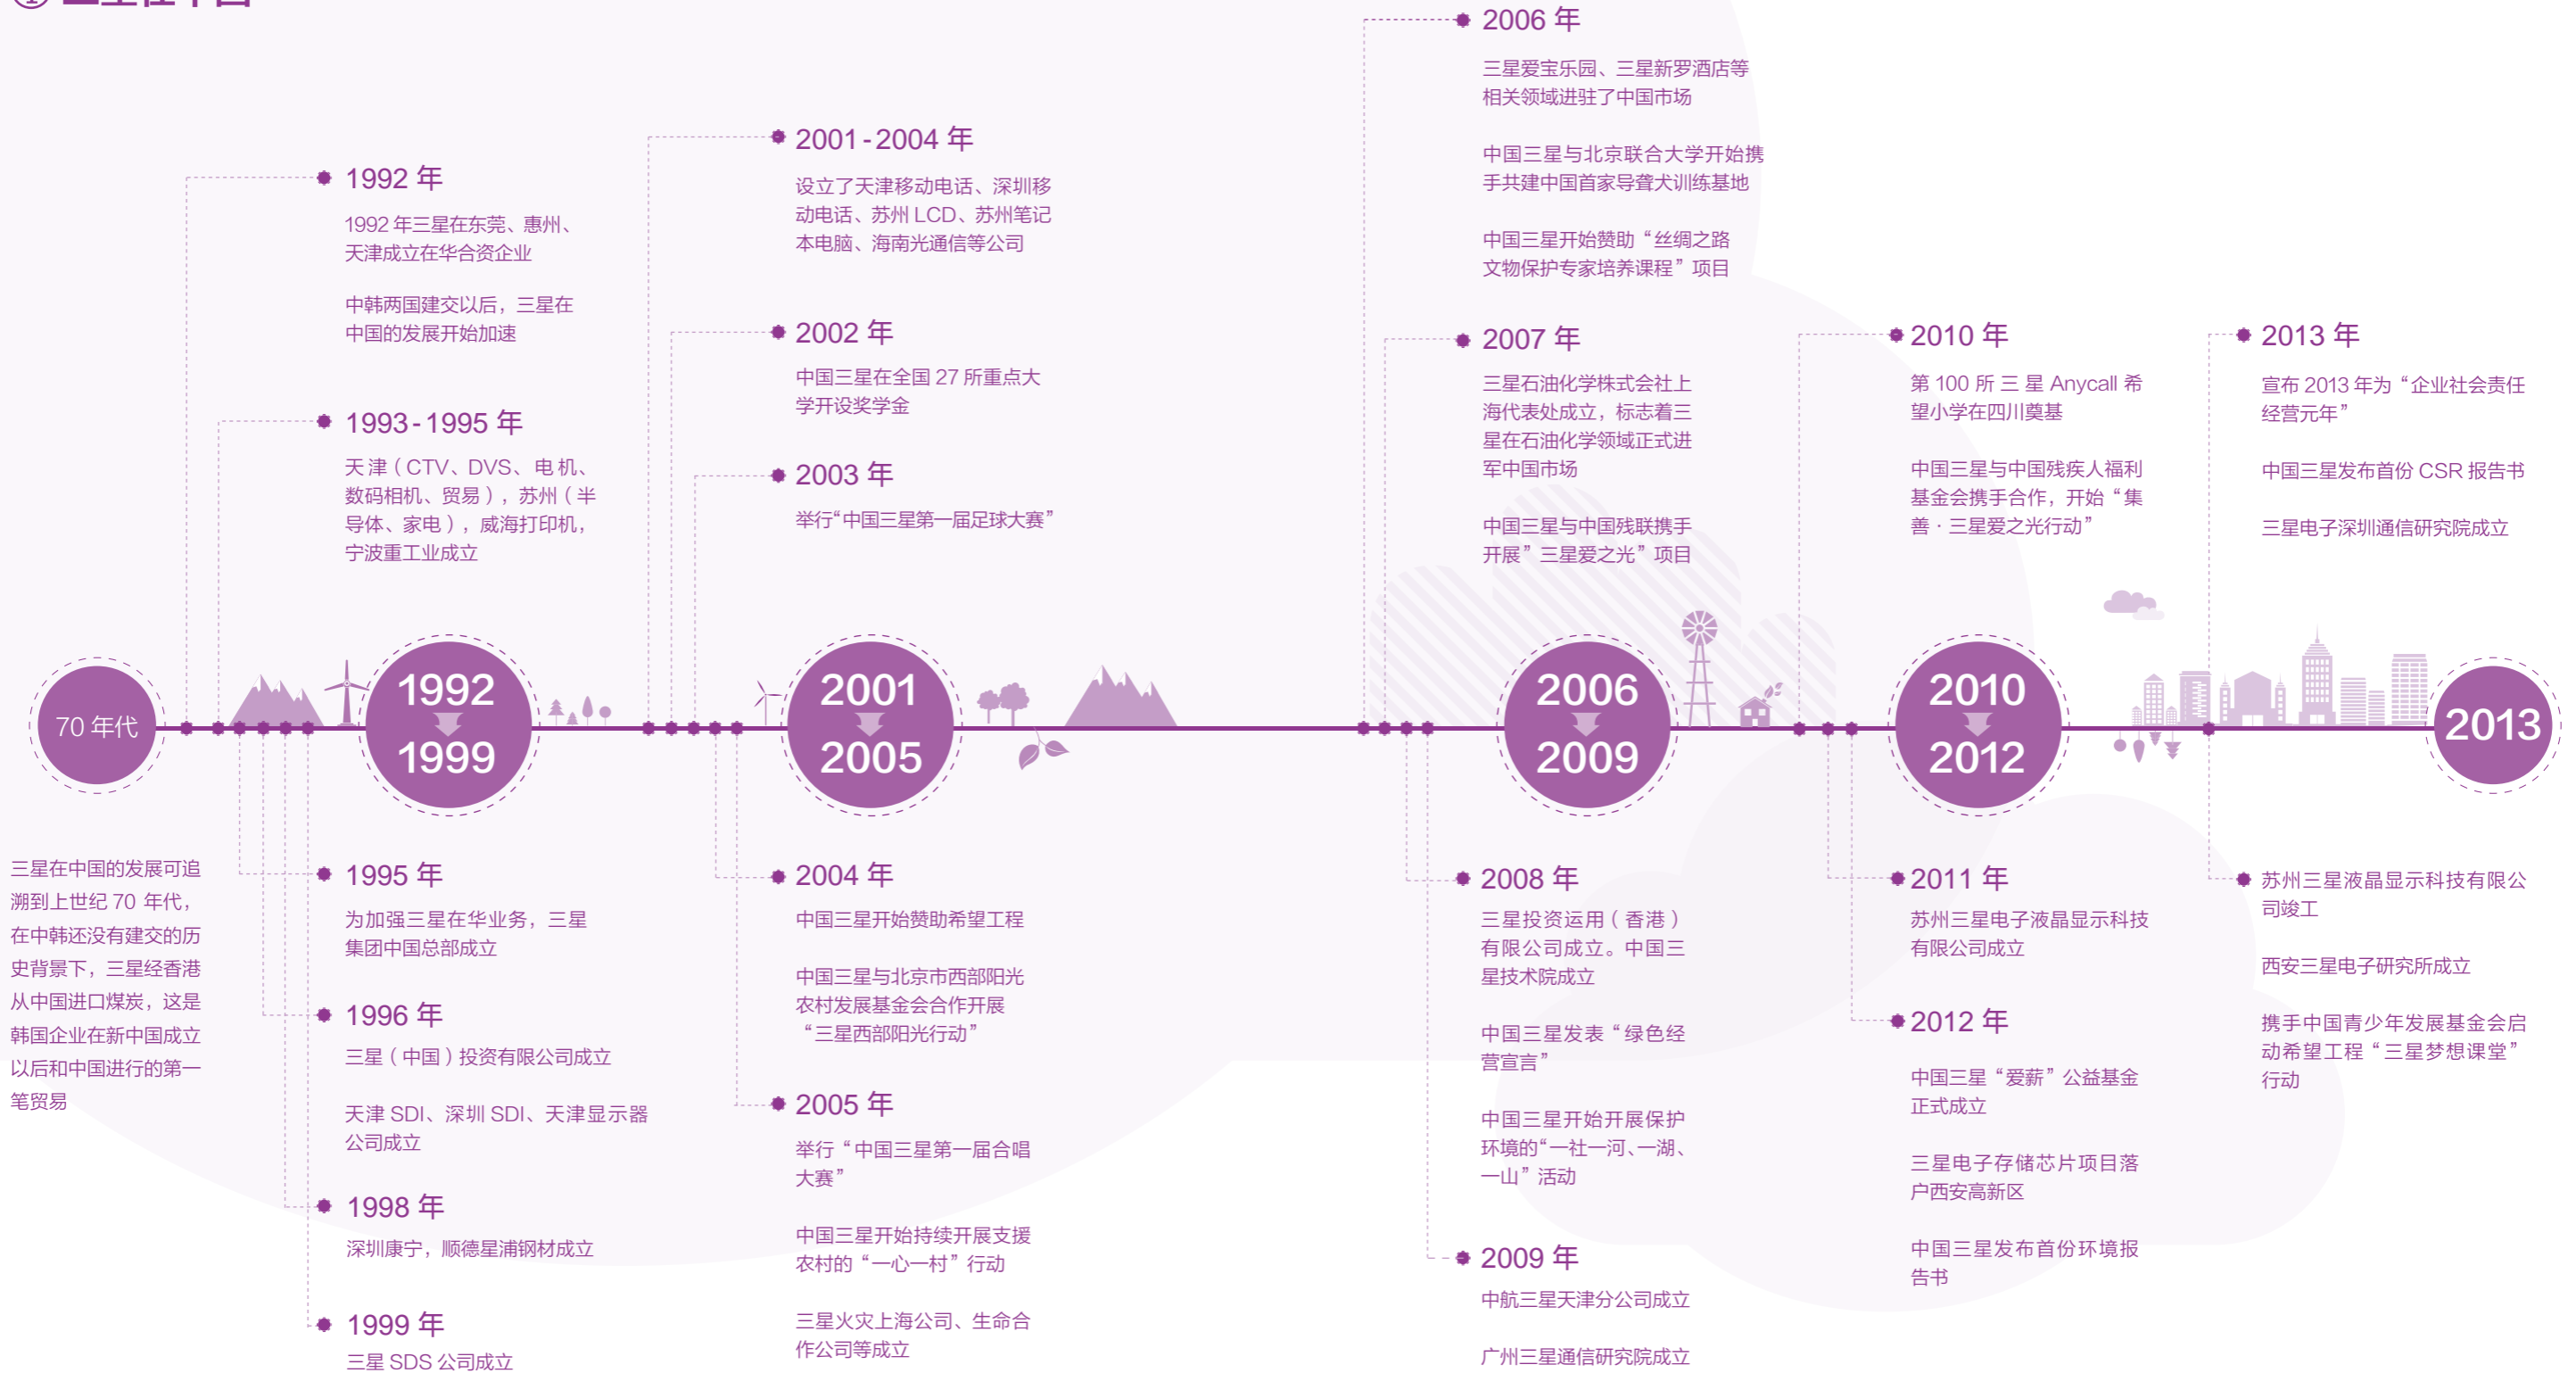 三星在中国
70 年代
三星在中国的发展可追
溯到上世纪 70 年代，
在中韩还没有建交的历
史背景下，三星经香港
从中国进口煤炭，这是
韩国企业在新中国成立
以后和中国进行的第一
笔贸易
1992 年
1992 年三星在东莞、惠州、
天津成立在华合资企业
中韩两国建交以后，三星在
中国的发展开始加速
1993-1995 年
天津（CTV、DVS、电机、
数码相机、贸易），苏州（半
导体、家电），威海打印机，
宁波重工业成立
1992
1999
1995 年
为加强三星在华业务，三星
集团中国总部成立
1996 年
三星（中国）投资有限公司成立
天津 SDI、深圳 SDI、天津显示器
公司成立
1998 年
深圳康宁，顺德星浦钢材成立
1999 年
三星 SDS 公司成立
2001-2004 年
设立了天津移动电话、深圳移
动电话、苏州 LCD、苏州笔记
本电脑、海南光通信等公司
2002 年
中国三星在全国 27 所重点大
学开设奖学金
2003 年
举行“中国三星第一届足球大赛”
2001
2005
2004 年
中国三星开始赞助希望工程
中国三星与北京市西部阳光
农村发展基金会合作开展
“三星西部阳光行动”
2005 年
举行“中国三星第一届合唱
大赛”
中国三星开始持续开展支援
农村的“一心一村”行动
三星火灾上海公司、生命合
作公司等成立
2006 年
三星爱宝乐园、三星新罗酒店等
相关领域进驻了中国市场
中国三星与北京联合大学开始携
手共建中国首家导聋犬训练基地
中国三星开始赞助“丝绸之路
文物保护专家培养课程”项目
2007 年
三星石油化学株式会社上
海代表处成立，标志着三
星在石油化学领域正式进
军中国市场
中国三星与中国残联携手
开展”三星爱之光”项目
2006
2009
2008 年
三星投资运用（香港）
有限公司成立。中国三
星技术院成立
中国三星发表“绿色经
营宣言”
中国三星开始开展保护
环境的“一社一河、一湖、
一山”活动
2009 年
中航三星天津分公司成立
广州三星通信研究院成立
2010 年
第 100 所三星 Anycall 希
望小学在四川奠基
中国三星与中国残疾人福利
基金会携手合作，开始“集
善·三星爱之光行动”
2010
2012
2011 年
苏州三星电子液晶显示科技
有限公司成立
2012 年
中国三星“爱薪”公益基金
正式成立
三星电子存储芯片项目落
户西安高新区
中国三星发布首份环境报
告书
2013 年
宣布 2013 年为“企业社会责任
经营元年”
中国三星发布首份 CSR 报告书
三星电子深圳通信研究院成立
2013
苏州三星液晶显示科技有限公
司竣工
西安三星电子研究所成立
携手中国青少年发展基金会启
动希望工程“三星梦想课堂”
行动